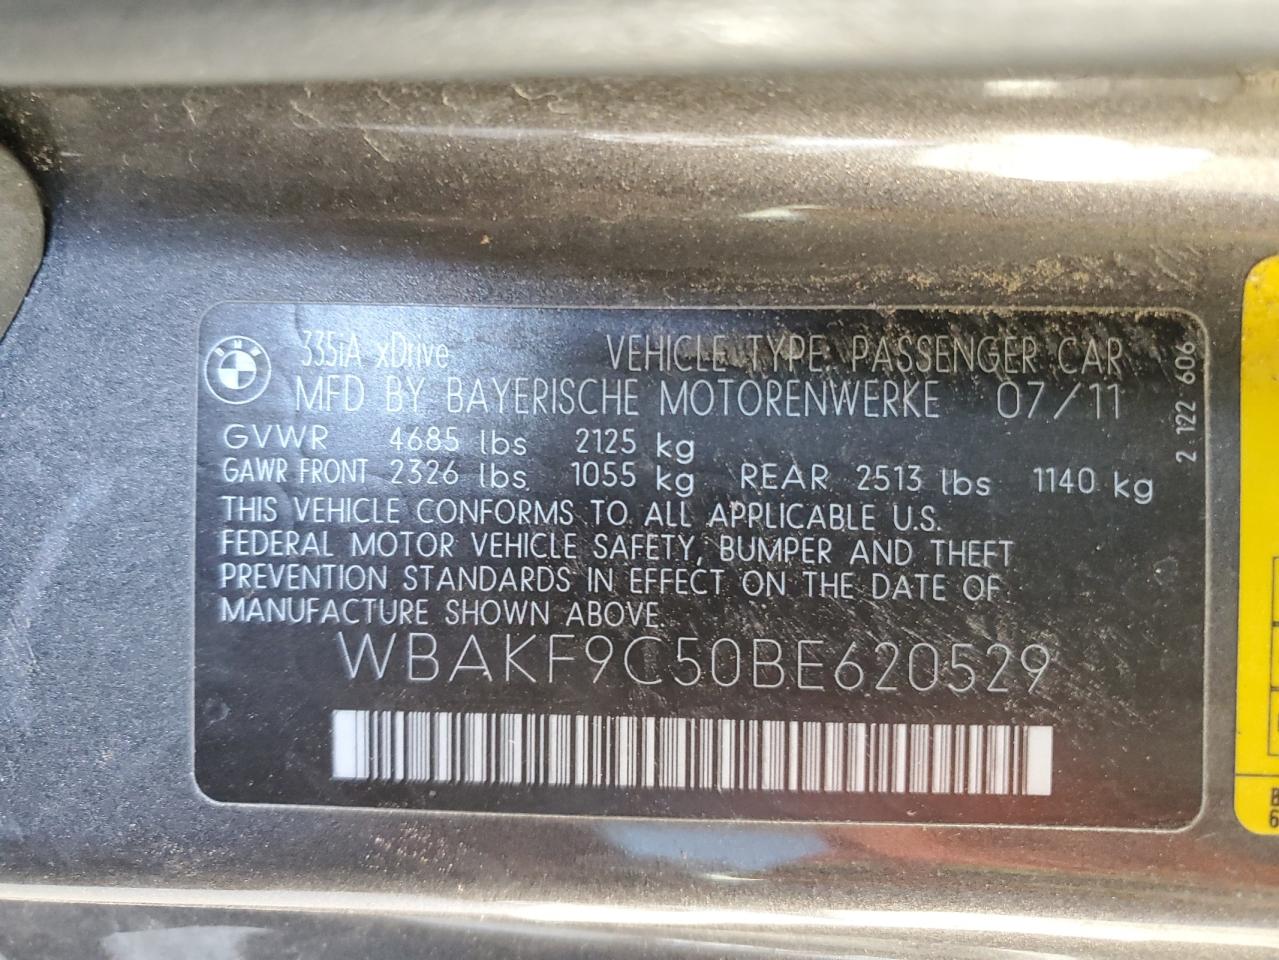 335iA xDrive VEHICLE TYPE: PASSENGER CAR
MFD BY BAYERISCHE MOTORENWERKE 07/11
GVWR 4685 lbs 2125 kg
GAWR FRONT 2326 lbs 1055 kg REAR 2513 lbs 1140 kg
THIS VEHICLE CONFORMS TO ALL APPLICABLE U.S.
FEDERAL MOTOR VEHICLE SAFETY, BUMPER AND THEFT
PREVENTION STANDARDS IN EFFECT ON THE DATE OF
MANUFACTURE SHOWN ABOVE.
WBAKF9C50BE620529
2 122 606